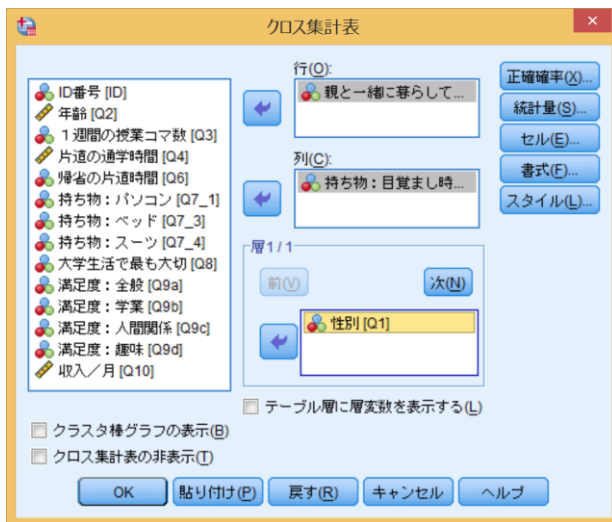 クロス集計表
ID番号 [ID]
年齢 [Q2]
1週間の授業コマ数 [Q3]
片道の通学時間 [Q4]
帰省の片道時間 [Q6]
持ち物：パソコン [Q7_1]
持ち物：ベッド [Q7_3]
持ち物：スーツ [Q7_4]
大学生活で最も大切 [Q8]
満足度：全般 [Q9a]
満足度：学業 [Q9b]
満足度：人間関係 [Q9c]
満足度：趣味 [Q9d]
収入／月 [Q10]
行(O):
親と一緒に暮らして...
列(C):
持ち物：目覚まし時...
層1/1
前(V)
次(N)
性別 [Q1]
テーブル層に層変数を表示する(L)
正確確率(X)...
統計量(S)...
セル(E)...
書式(F)...
スタイル(L)...
クラスタ棒グラフの表示(B)
クロス集計表の非表示(T)
OK
貼り付け(P)
戻す(R)
キャンセル
ヘルプ